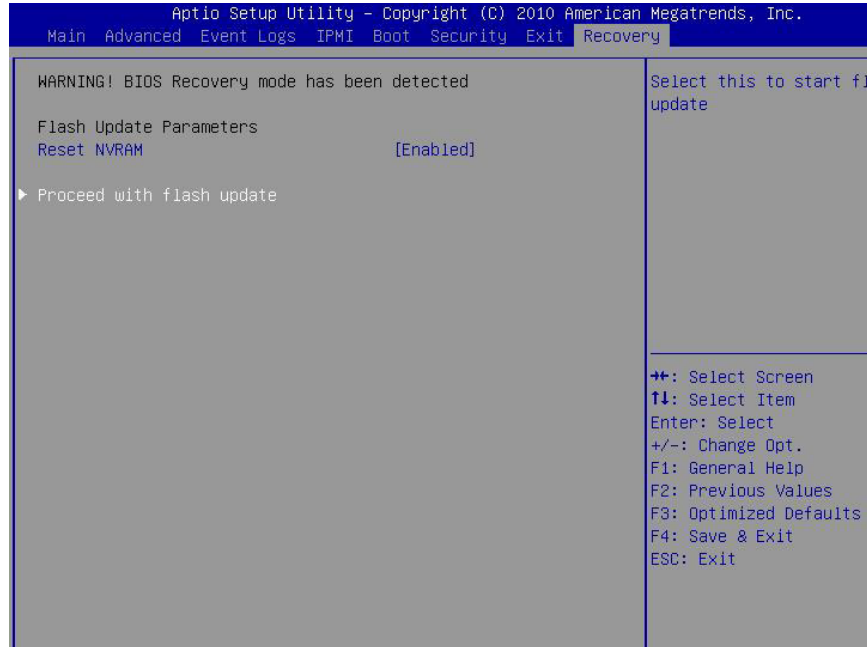 Aptio Setup Utility – Copyright (C) 2010 American Megatrends, Inc.
Main Advanced Event Logs IPMI Boot Security Exit Recovery
WARNING! BIOS Recovery mode has been detected
Flash Update Parameters
Reset NVRAM [Enabled]
Proceed with flash update
Select this to start
update
→←: Select Screen
↑↓: Select Item
Enter: Select
+/-: Change Opt.
F1: General Help
F2: Previous Values
F3: Optimized Defaults
F4: Save & Exit
ESC: Exit